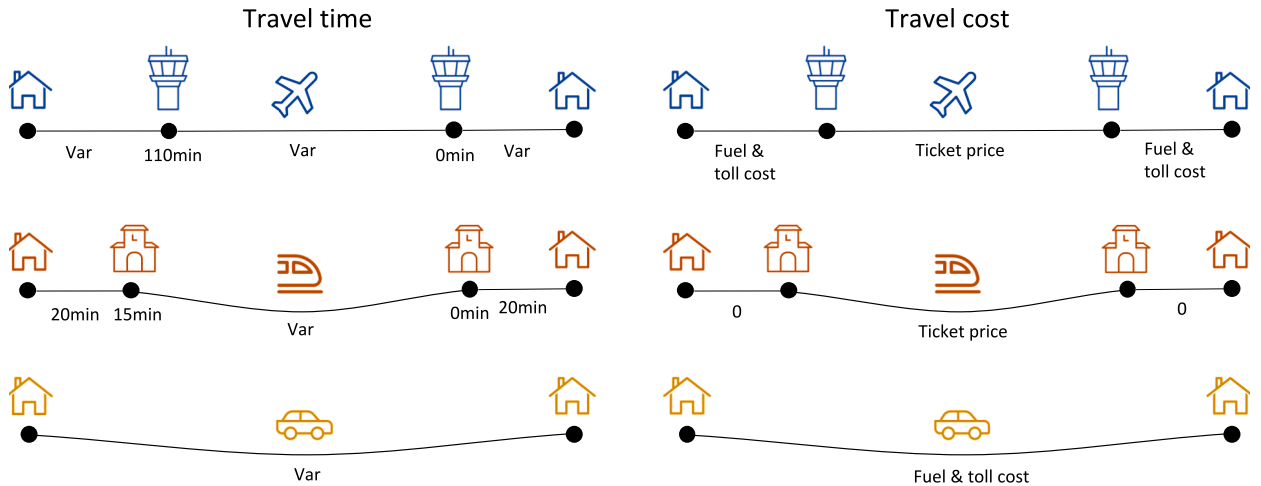 Travel time
Travel cost
Var
110min
Var
0min
Var
Fuel &
toll cost
Ticket price
Fuel &
toll cost
20min
15min
Var
0min
20min
0
Ticket price
0
Var
Fuel & toll cost